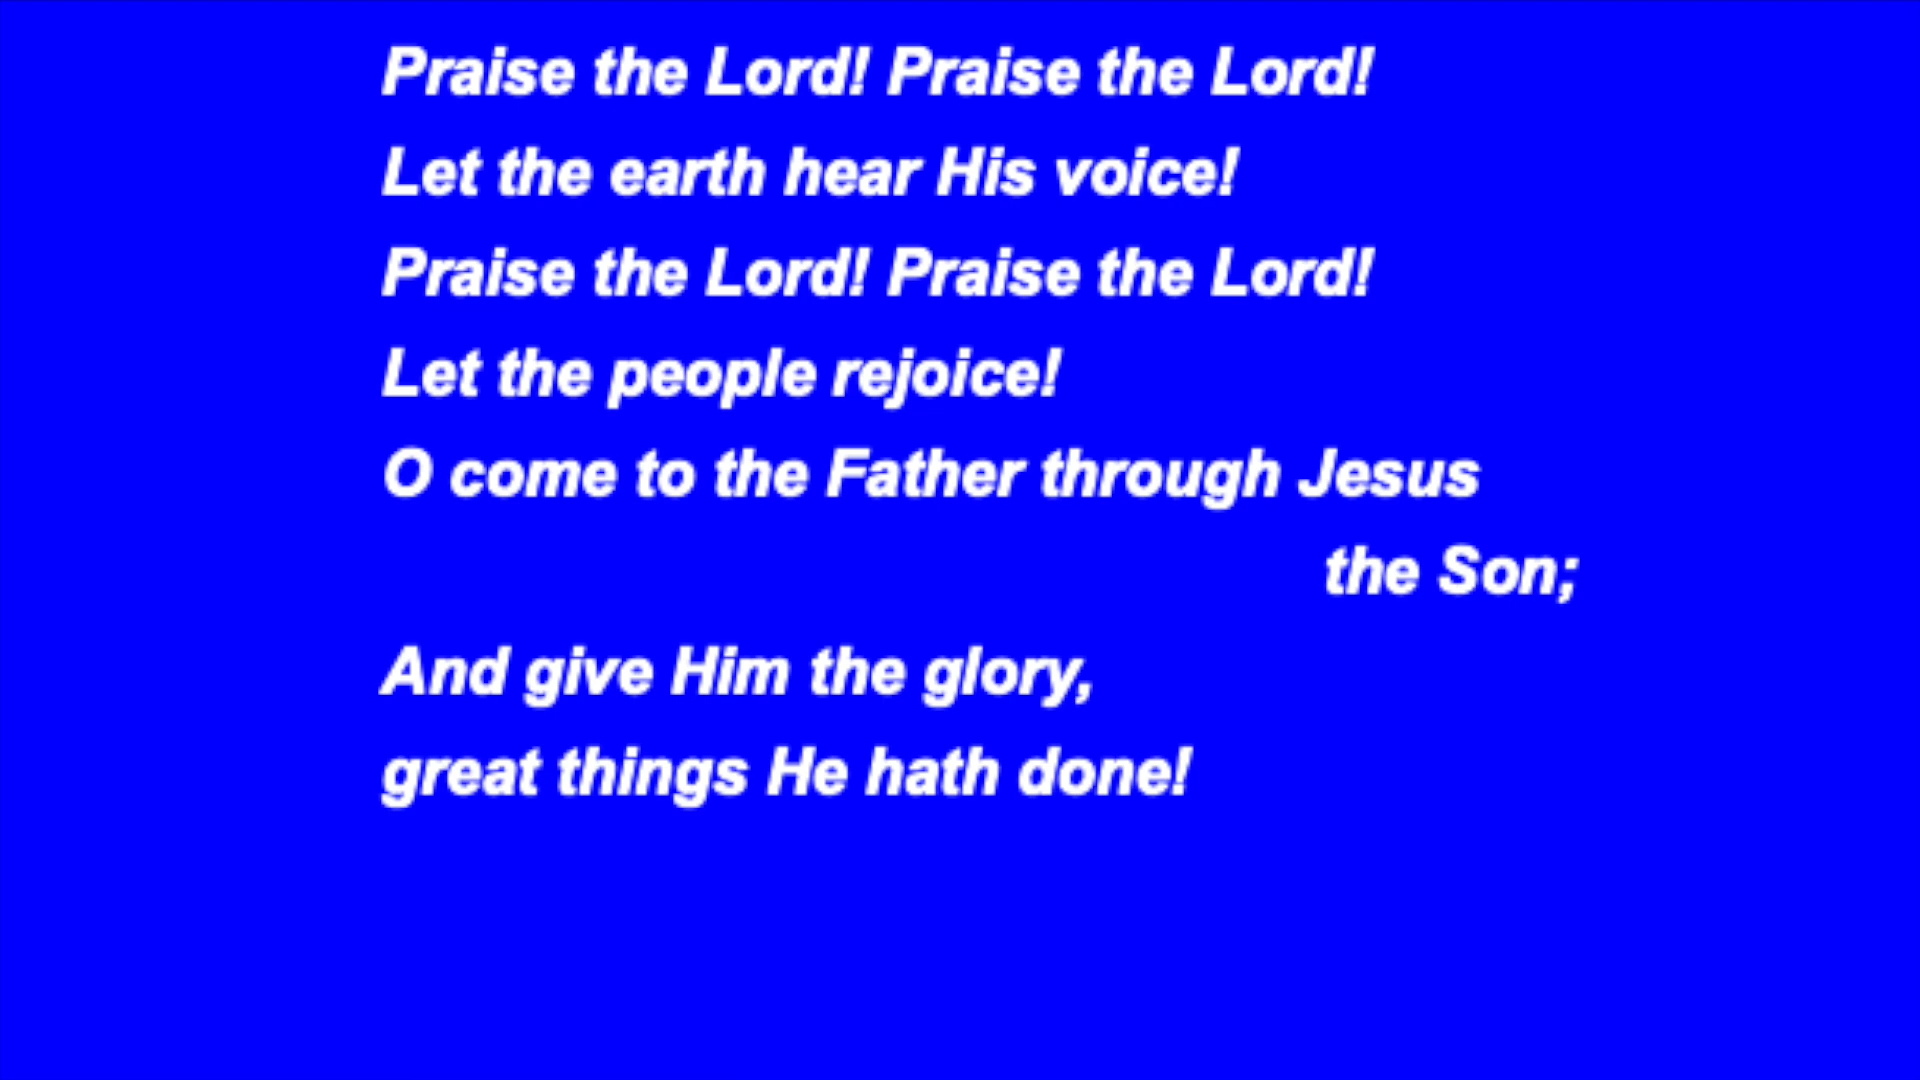 Praise the Lord! Praise the Lord!
Let the earth hear His voice!
Praise the Lord! Praise the Lord!
Let the people rejoice!
O come to the Father through Jesus
the Son;
And give Him the glory,
great things He hath done!